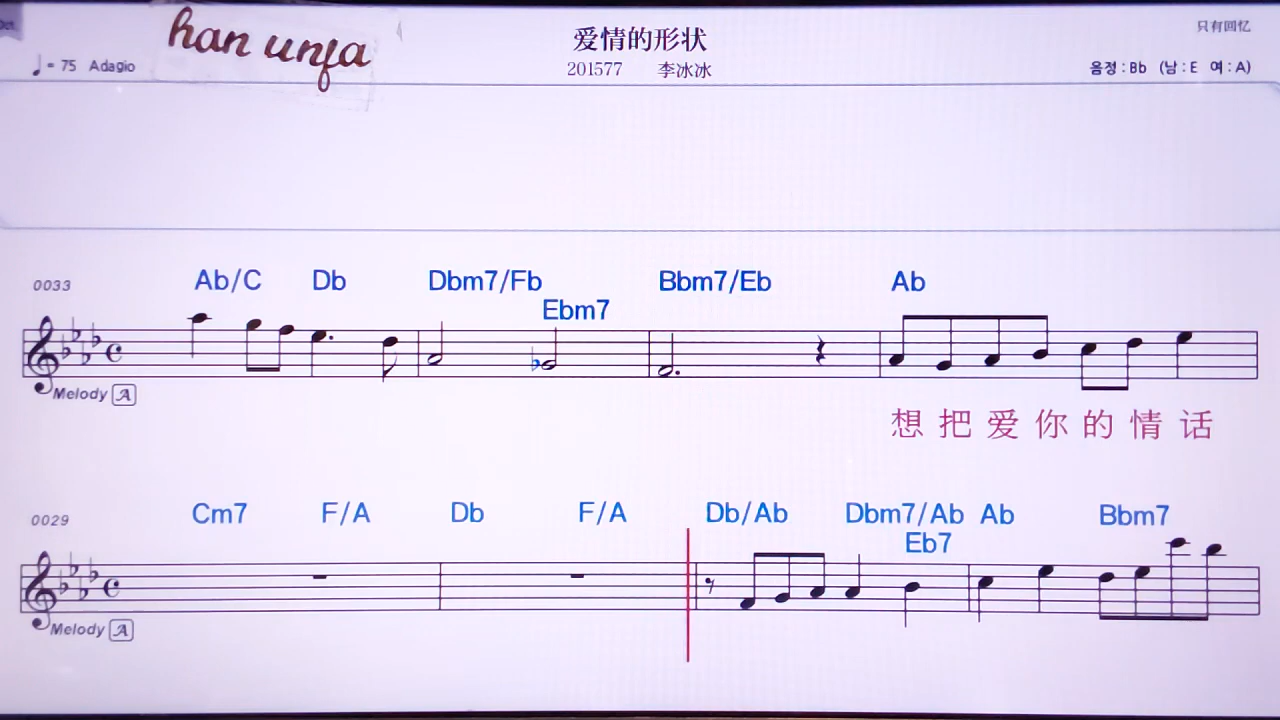 han unfa
爱情的形状
只有回忆
♩= 75 Adagio
201577 李冰冰
음정 : Bb (남 : E 여 : A)
0033
Ab/C Db Dbm7/Fb Ebm7 Bbm7/Eb Ab
Melody A
想 把 爱 你 的 情 话
0029
Cm7 F/A Db F/A Db/Ab Dbm7/Ab Eb7 Ab Bbm7
Melody A